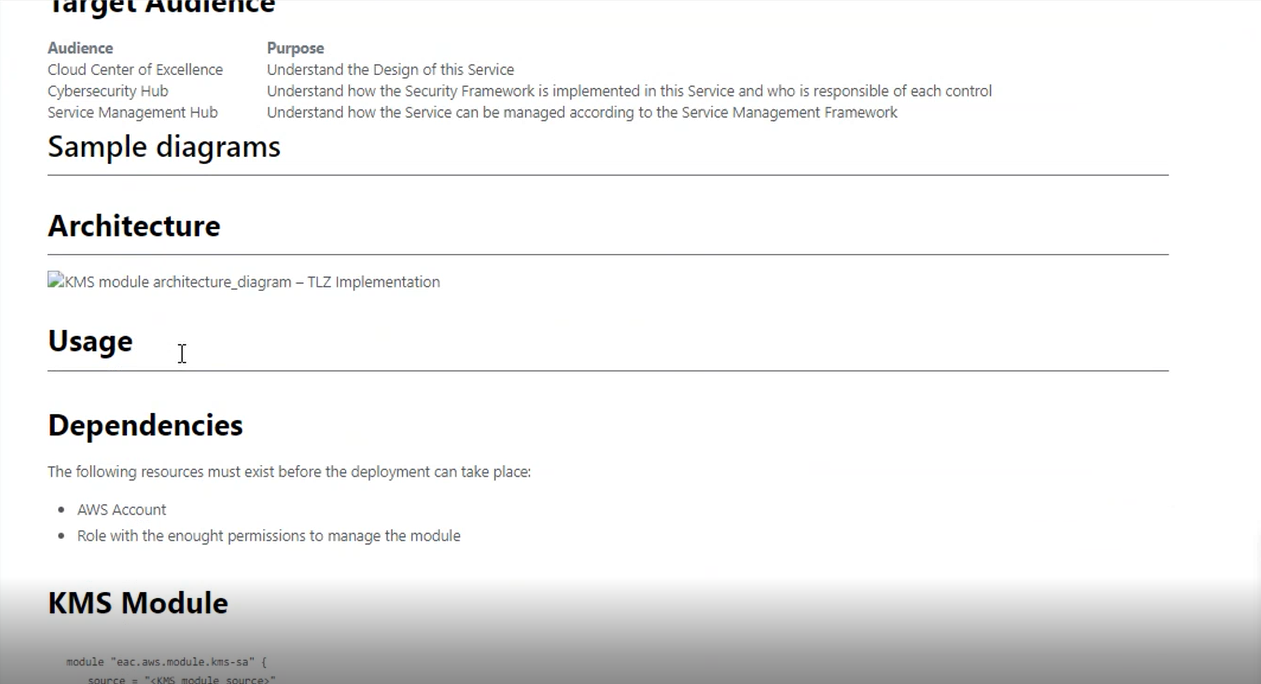 Target Audience
Audience Purpose
Cloud Center of Excellence Understand the Design of this Service
Cybersecurity Hub Understand how the Security Framework is implemented in this Service and who is responsible of each control
Service Management Hub Understand how the Service can be managed according to the Service Management Framework
Sample diagrams
Architecture
KMS module architecture_diagram – TLZ Implementation
Usage
Dependencies
The following resources must exist before the deployment can take place:
• AWS Account
• Role with the enought permissions to manage the module
KMS Module
module "eac.aws.module.kms-sa" {
source = "<KMS module source>"